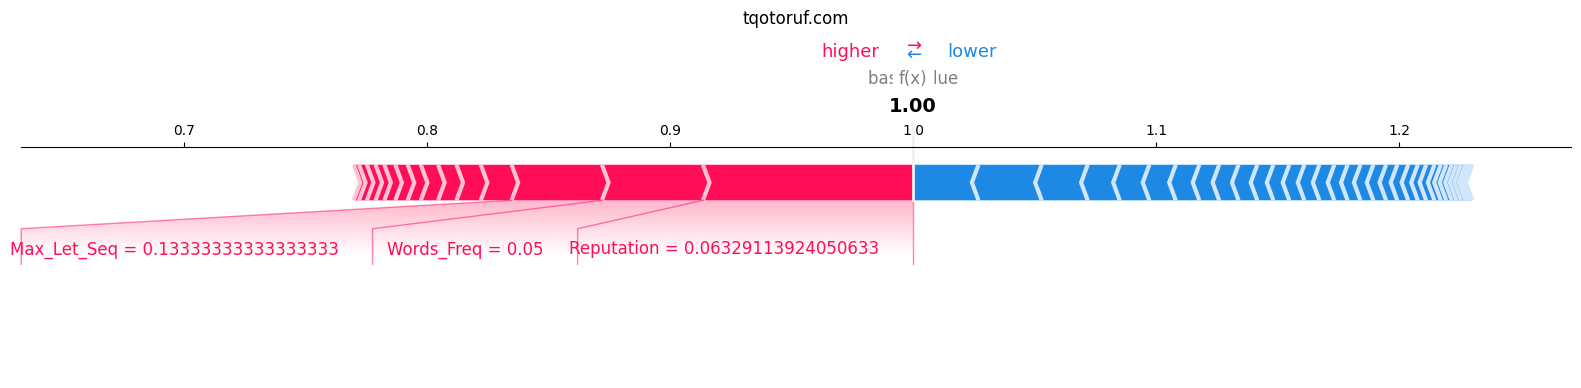 tqotoruf.com
higher ⇄ lower
f(x)
1.00
0.7 0.8 0.9 1.0 1.1 1.2
Max_Let_Seq = 0.13333333333333333 Words_Freq = 0.05 Reputation = 0.06329113924050633